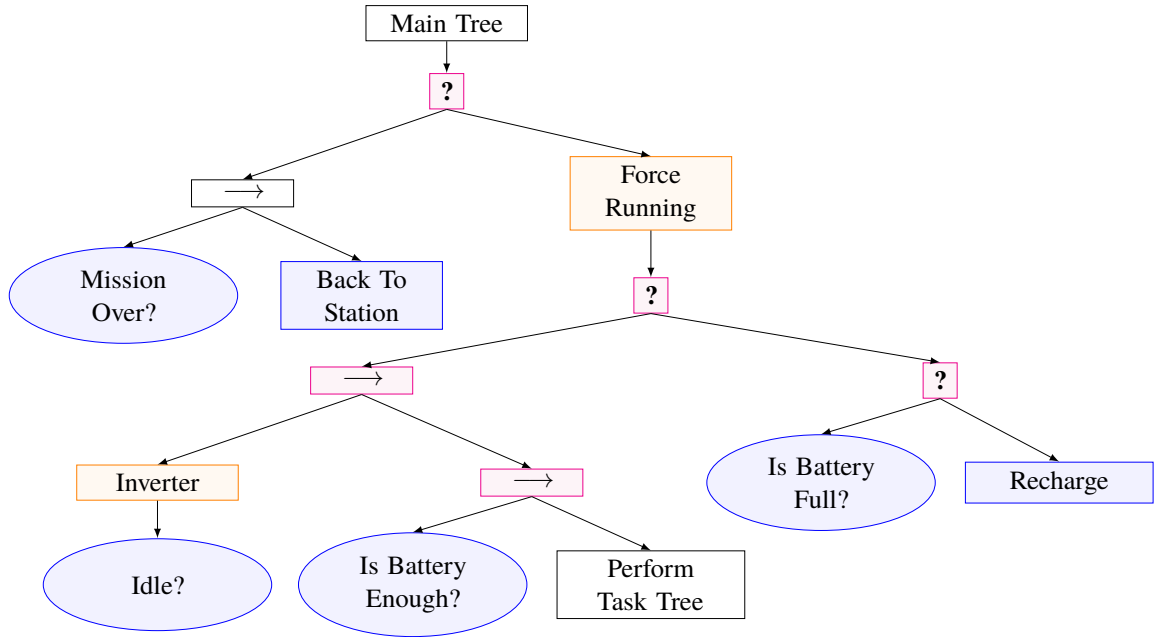 Main Tree
?
⟶
Force
Running
Mission
Over?
Back To
Station
?
⟶
?
Inverter
⟶
Is Battery
Full?
Recharge
Idle?
Is Battery
Enough?
Perform
Task Tree